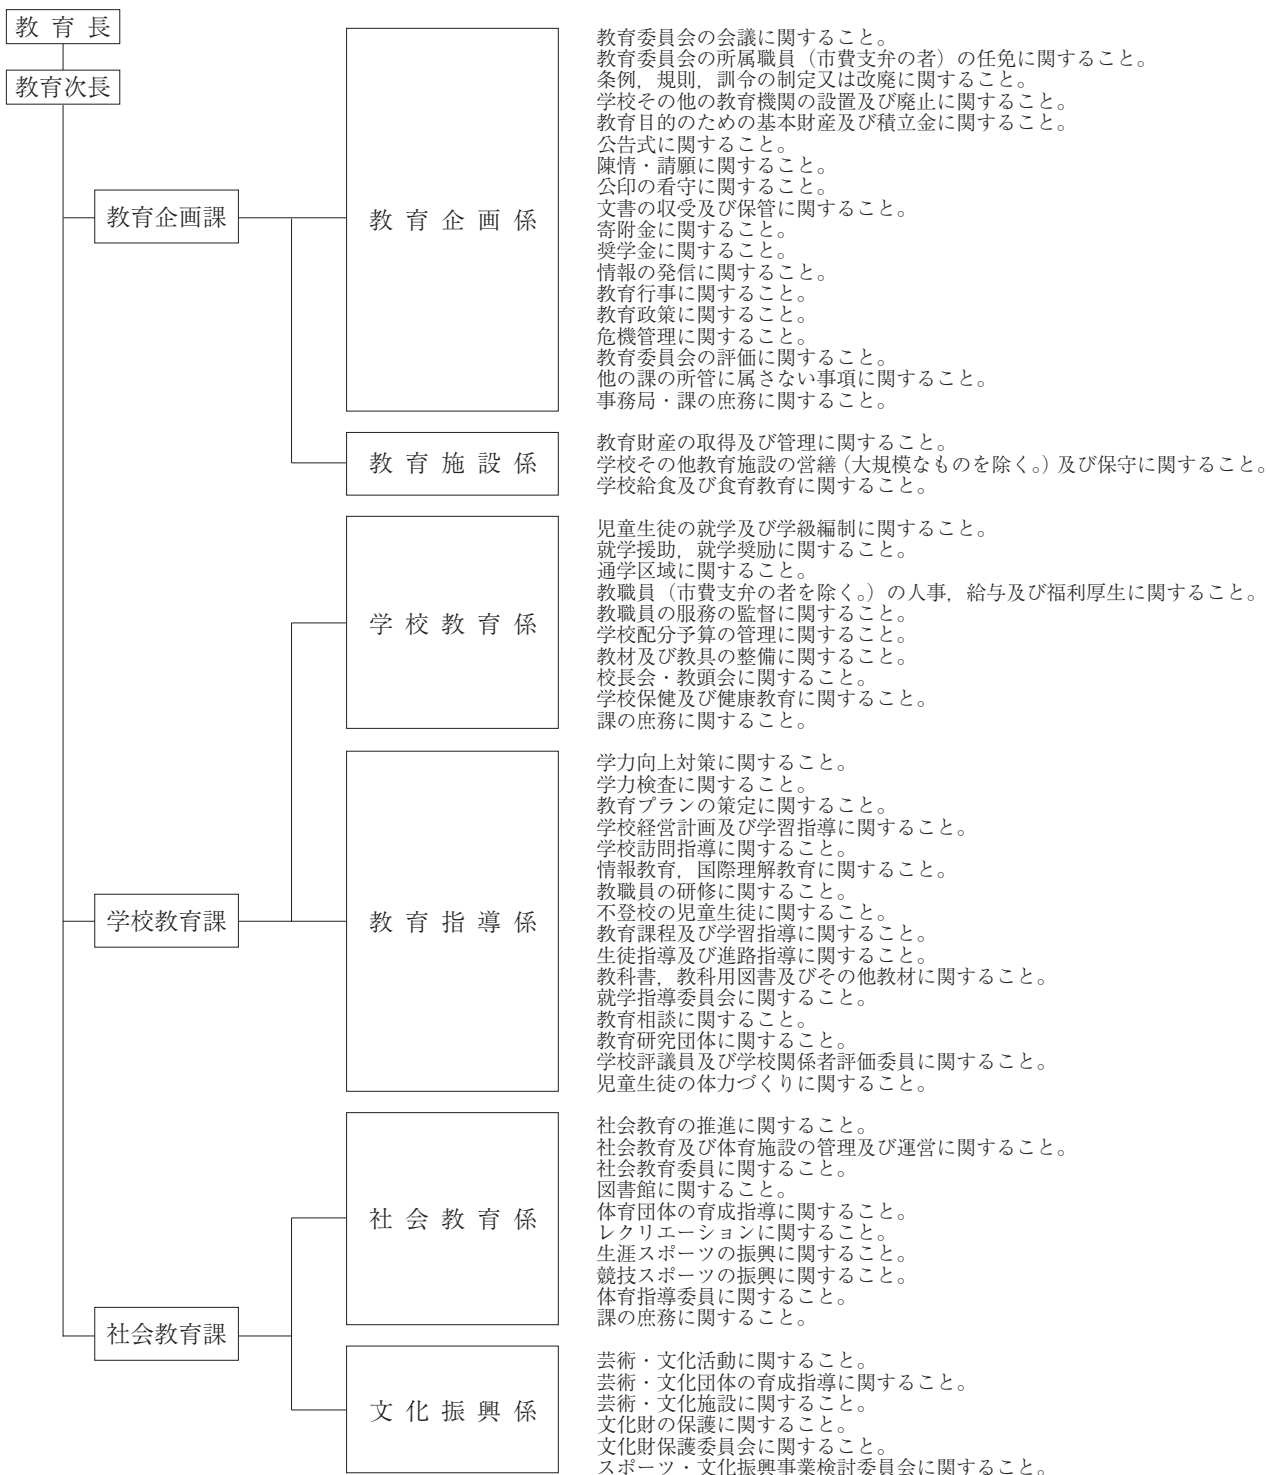 教育長
教育次長
教育企画課
教育企画係
教育委員会の会議に関すること。
教育委員会の所属職員（市費支弁の者）の任免に関すること。
条例，規則，訓令の制定又は改廃に関すること。
学校その他の教育機関の設置及び廃止に関すること。
教育目的のための基本財産及び積立金に関すること。
公告式に関すること。
陳情・請願に関すること。
公印の看守に関すること。
文書の収受及び保管に関すること。
寄附金に関すること。
奨学金に関すること。
情報の発信に関すること。
教育行事に関すること。
教育政策に関すること。
危機管理に関すること。
教育委員会の評価に関すること。
他の課の所管に属さない事項に関すること。
事務局・課の庶務に関すること。
教育施設係
教育財産の取得及び管理に関すること。
学校その他教育施設の営繕（大規模なものを除く。）及び保守に関すること。
学校給食及び食育教育に関すること。
学校教育課
学校教育係
児童生徒の就学及び学級編制に関すること。
就学援助，就学奨励に関すること。
通学区域に関すること。
教職員（市費支弁の者を除く。）の人事，給与及び福利厚生に関すること。
教職員の服務の監督に関すること。
学校配分予算の管理に関すること。
教材及び教具の整備に関すること。
校長会・教頭会に関すること。
学校保健及び健康教育に関すること。
課の庶務に関すること。
教育指導係
学力向上対策に関すること。
学力検査に関すること。
教育プランの策定に関すること。
学校経営計画及び学習指導に関すること。
学校訪問指導に関すること。
情報教育，国際理解教育に関すること。
教職員の研修に関すること。
不登校の児童生徒に関すること。
教育課程及び学習指導に関すること。
生徒指導及び進路指導に関すること。
教科書，教科用図書及びその他教材に関すること。
就学指導委員会に関すること。
教育相談に関すること。
教育研究団体に関すること。
学校評議員及び学校関係者評価委員に関すること。
児童生徒の体力づくりに関すること。
社会教育課
社会教育係
社会教育の推進に関すること。
社会教育及び体育施設の管理及び運営に関すること。
社会教育委員に関すること。
図書館に関すること。
体育団体の育成指導に関すること。
レクリエーションに関すること。
生涯スポーツの振興に関すること。
競技スポーツの振興に関すること。
体育指導委員に関すること。
課の庶務に関すること。
文化振興係
芸術・文化活動に関すること。
芸術・文化団体の育成指導に関すること。
芸術・文化施設に関すること。
文化財の保護に関すること。
文化財保護委員会に関すること。
スポーツ・文化振興事業検討委員会に関すること。